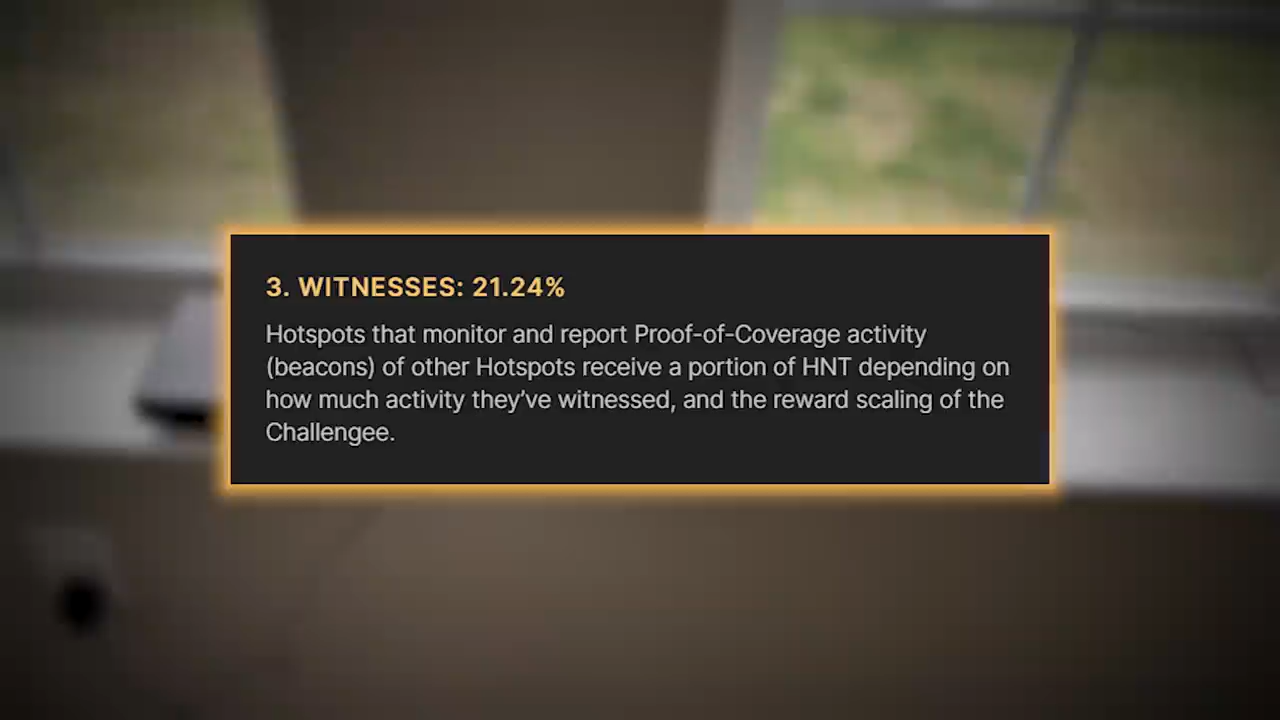 3. WITNESSES: 21.24%
Hotspots that monitor and report Proof-of-Coverage activity
(beacons) of other Hotspots receive a portion of HNT depending on
how much activity they’ve witnessed, and the reward scaling of the
Challengee.